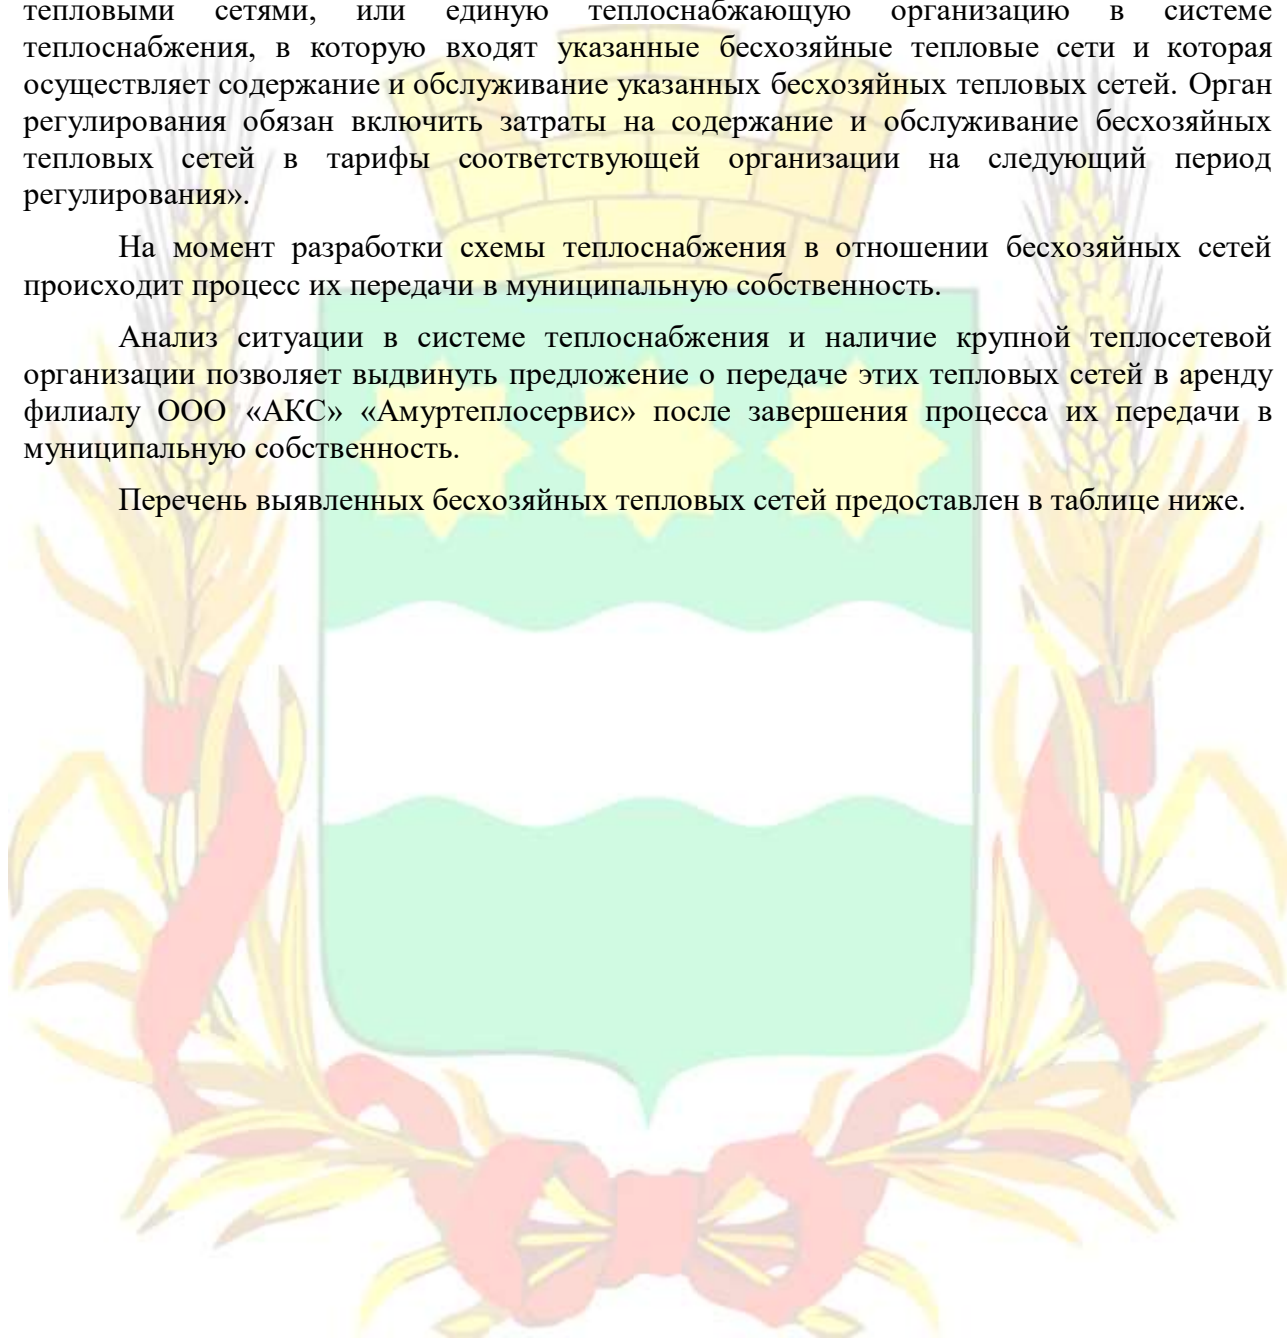 тепловыми сетями, или единую теплоснабжающую организацию в системе
теплоснабжения, в которую входят указанные бесхозяйные тепловые сети и которая
осуществляет содержание и обслуживание указанных бесхозяйных тепловых сетей. Орган
регулирования обязан включить затраты на содержание и обслуживание бесхозяйных
тепловых сетей в тарифы соответствующей организации на следующий период
регулирования».
На момент разработки схемы теплоснабжения в отношении бесхозяйных сетей
происходит процесс их передачи в муниципальную собственность.
Анализ ситуации в системе теплоснабжения и наличие крупной теплосетевой
организации позволяет выдвинуть предложение о передаче этих тепловых сетей в аренду
филиалу ООО «АКС» «Амуртеплосервис» после завершения процесса их передачи в
муниципальную собственность.
Перечень выявленных бесхозяйных тепловых сетей предоставлен в таблице ниже.